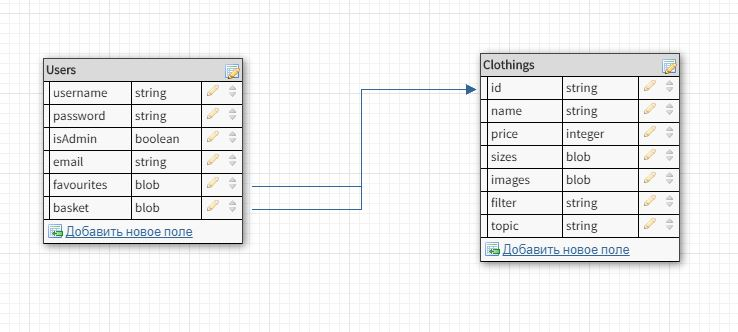 Users
username string
password string
isAdmin boolean
email string
favourites blob
basket blob
Добавить новое поле
Clothings
id string
name string
price integer
sizes blob
images blob
filter string
topic string
Добавить новое поле